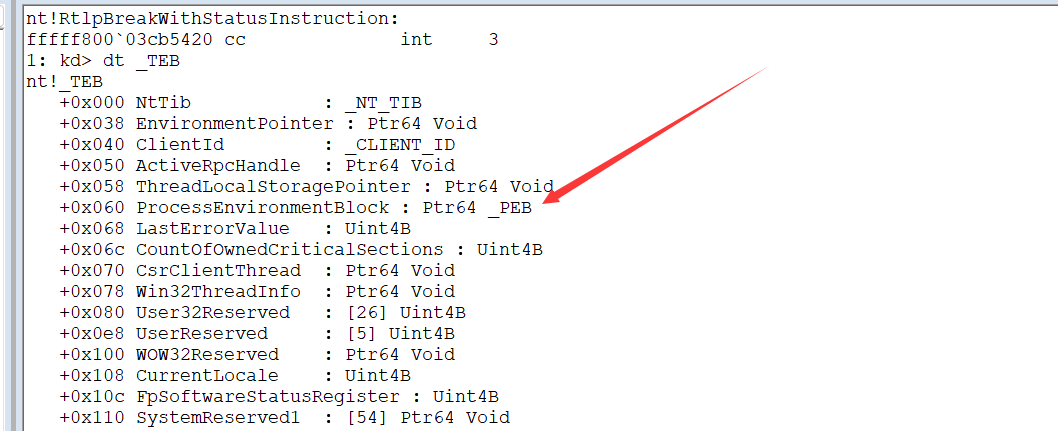 nt!RtlpBreakWithStatusInstruction:
fffff800`03cb5420 cc              int     3
1: kd> dt _TEB
nt!_TEB
   +0x000 NtTib            : _NT_TIB
   +0x038 EnvironmentPointer : Ptr64 Void
   +0x040 ClientId         : _CLIENT_ID
   +0x050 ActiveRpcHandle  : Ptr64 Void
   +0x058 ThreadLocalStoragePointer : Ptr64 Void
   +0x060 ProcessEnvironmentBlock : Ptr64 _PEB
   +0x068 LastErrorValue   : Uint4B
   +0x06c CountOfOwnedCriticalSections : Uint4B
   +0x070 CsrClientThread  : Ptr64 Void
   +0x078 Win32ThreadInfo  : Ptr64 Void
   +0x080 User32Reserved   : [26] Uint4B
   +0x0e8 UserReserved     : [5] Uint4B
   +0x100 WOW32Reserved    : Ptr64 Void
   +0x108 CurrentLocale    : Uint4B
   +0x10c FpSoftwareStatusRegister : Uint4B
   +0x110 SystemReserved1  : [54] Ptr64 Void